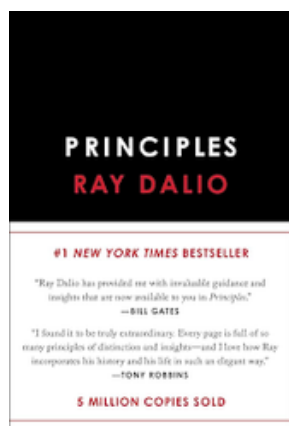 PRINCIPLES
RAY DALIO
#1 NEW YORK TIMES BESTSELLER
"Ray Dalio has provided me with invaluable guidance and
insights that are now available to you in Principles."
—BILL GATES
"I found it to be truly extraordinary. Every page is full of so
many principles of distinction and insights—and I love how Ray
incorporates his history and his life in such an elegant way."
—TONY ROBBINS
5 MILLION COPIES SOLD